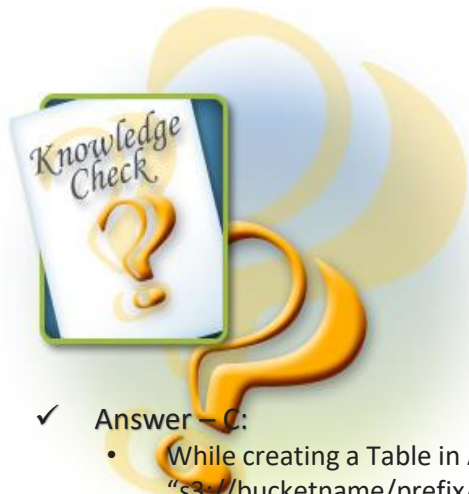 Knowledge
Check
✓ Answer – C:
• While creating a Table in
"s3://bucketname/prefix